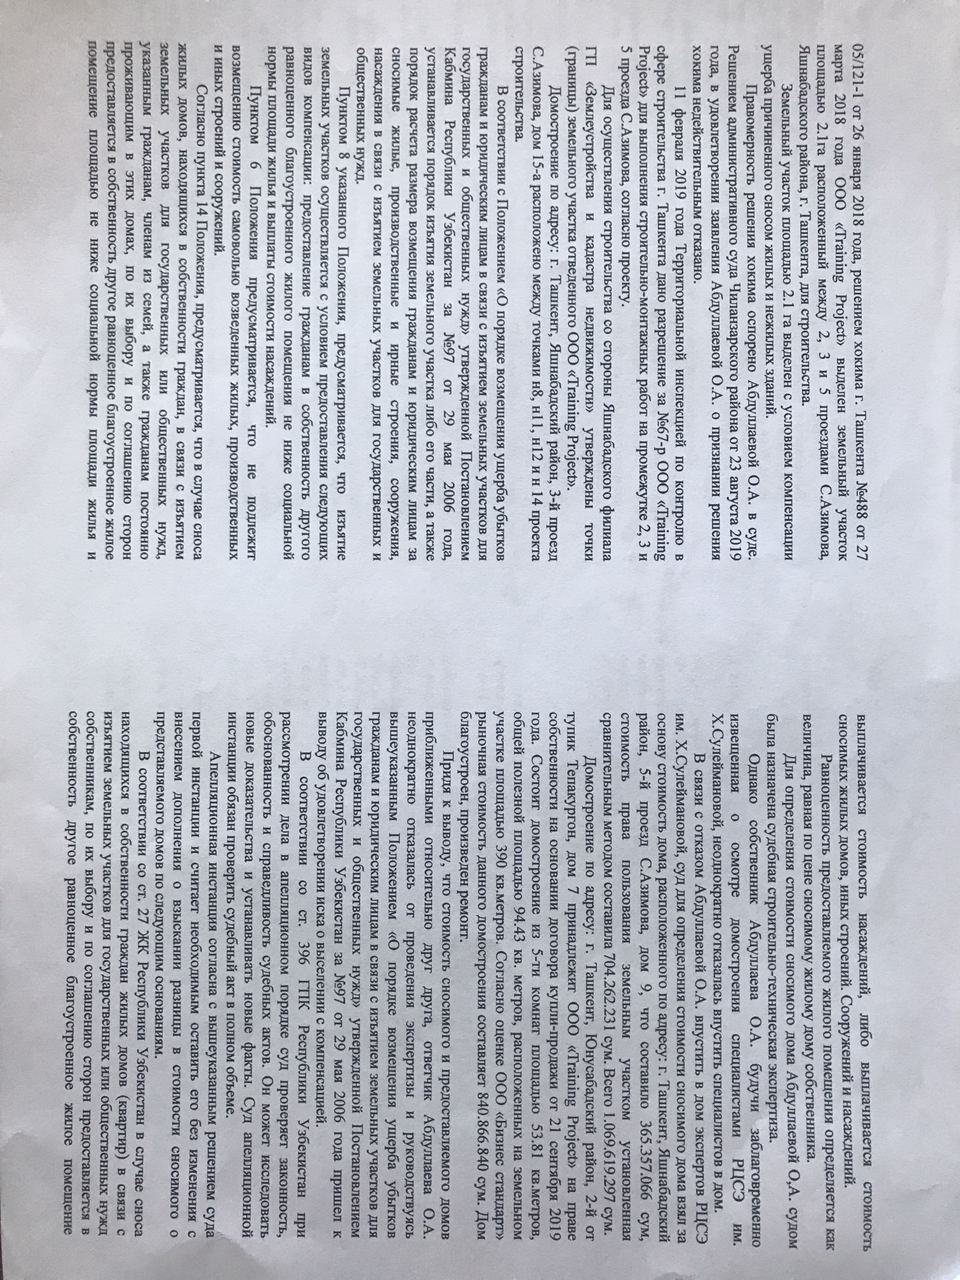 05/121-1 от 26 января 2018 года, решением хокима г. Ташкента №488 от 27
марта 2018 года ООО «Training Project» выделен земельный участок
площадью 2.1га расположенный между 2, 3 и 5 проездами С.Азимова,
Яшнабадского района, г. Ташкента, для строительства.
Земельный участок площадью 2.1 га выделен с условием компенсации
ущерба причиненного сносом жилых и нежилых зданий.
Правомерность решения хокима оспорено Абдуллаевой О.А. в суде.
Решением административного суда Чиланзарского района от 23 августа 2019
года, в удовлетворении заявления Абдуллаевой О.А. о признании решения
хокима недействительным отказано.
11 февраля 2019 года Территориальной инспекцией по контролю в
сфере строительства г. Ташкента дано разрешение за №67-р ООО «Training
Project» для выполнения строительно-монтажных работ на промежутке 2, 3 и
5 проезда С.Азимова, согласно проекту.
Для осуществления строительства со стороны Яшнабадского филиала
ГП «Землеустройства и кадастра недвижимости» утверждены точки
(границы) земельного участка отведенного ООО «Training Project».
Домостроение по адресу: г. Ташкент, Яшнабадский район, 3-й проезд
С.Азимова, дом 15-а расположено между точками н8, н11, н12 и н 14 проекта
строительства.
В соответствии с Положением «О порядке возмещения ущерба убытков
гражданам и юридическим лицам в связи с изъятием земельных участков для
государственных и общественных нужд» утвержденной Постановлением
Кабмина Республики Узбекистан за №97 от 29 мая 2006 года,
устанавливается порядок изъятия земельного участка либо его части, а также
порядок расчета размера возмещения гражданам и юридическим лицам за
сносимые жилые, производственные и ирные строения, сооружения,
насаждения в связи с изъятием земельных участков для государственных и
общественных нужд.
Пунктом 8 указанного Положения, предусматривается, что изъятие
земельных участков осуществляется с условием предоставления следующих
видов компенсации: предоставление гражданам в собственность другого
равноценного благоустроенного жилого помещения не ниже социальной
нормы площади жилья и выплаты стоимости насаждений.
Пунктом 6 Положения предусматривается, что не подлежит
возмещению стоимость самовольно возведенных жилых, производственных
и иных строений и сооружений.
Согласно пункта 14 Положения, предусматривается, что в случае сноса
жилых домов, находящихся в собственности граждан, в связи с изъятием
земельных участков для государственных или общественных нужд,
указанным гражданам, членам из семей, а также гражданам постоянно
проживающим в этих домах, по их выбору и по соглашению сторон
предоставляется в собственность другое равноценное благоустроенное жилое
помещение площадью не ниже социальной нормы площади жилья и
выплачивается стоимость насаждений, либо выплачивается стоимость
сносимых жилых домов, иных строений. Сооружений и насаждений.
Равноценность предоставляемого жилого помещения определяется как
величина, равная по цене сносимому жилому дому собственника.
Для определения стоимости сносимого дома Абдуллаевой О,А. судом
была назначена судебная строительно-техническая экспертиза.
Однако собственник Абдуллаева О.А. будучи заблаговременно
извещенная о осмотре домостроения специалистами РЦСЭ им.
Х.Сулеймановой, неоднократно отказалась впустить специалистов в дом.
В связи с отказом Абдуллаевой О.А. впустить в дом экспертов РЦСЭ
им. Х.Сулеймановой, суд для определения стоимости сносимого дома взял за
основу стоимость дома, расположенного по адресу: г. Ташкент, Яшнабадский
район, 5-й проезд С.Азимова, дом 9, что составило 365.357.066 сум,
стоимость права пользования земельным участком установленная
сравнительным методом составила 704.262.231 сум. Всего 1.069.619.297 сум.
Домостроение по адресу: г. Ташкент, Юнусабадский район, 2-й от
тупик Тепакургон, дом 7 приналежит ООО «Training Project» на праве
собственности на основании договора купли-продажи от 21 сентября 2019
года. Состоит домостроение из 5-ти комнат площадью 53.81 кв.метров,
общей полезной площадью 94.43 кв. метров, расположенных на земельном
участке площадью 390 кв.метров. Согласно оценке ООО «Бизнес стандарт»
рыночная стоимость данного домостроения составляет 840.866.840 сум. Дом
благоустроен, произведен ремонт.
Придя к выводу, что стоимость сносимого и предоставляемого домов
приближенными относительно друг друга, ответчик Абдуллаева О.А.
неоднократно отказалась от проведения экспертизы и руководствуясь
вышеуказанным Положением «О порядке возмещения ущерба убытков
гражданам и юридическим лицам в связи с изъятием земельных участков для
государственных и общественных нужд» утвержденной Постановлением
Кабмина Республики Узбекистан за №97 от 29 мая 2006 года пришел к
выводу об удовлетворении иска о выселении с компенсацией.
В соответствии со ст. 396 ГПК Республики Узбекистан при
рассмотрении дела в апелляционном порядке суд проверяет законность,
обоснованность и справедливость судебных актов. Он может исследовать
новые доказательства и устанавливать новые факты. Суд апелляционной
инстанции обязан проверить судебный акт в полном объеме.
Апелляционная инстанция согласна с вышеуказанным решением суда
первой инстанции и считает необходимым оставить его без изменения с
внесением дополнения о взыскании разницы в стоимости сносимого о
представляемого домов по следующим основаниям.
В соответствии со ст. 27 ЖК Республики Узбекистан в случае сноса
находящихся в собственности граждан жилых домов (квартир) в связи с
изъятием земельных участков для государственных или общественных нужд
собственникам, по их выбору и по соглашению сторон предоставляется в
собственность другое равноценное благоустроенное жилое помещение